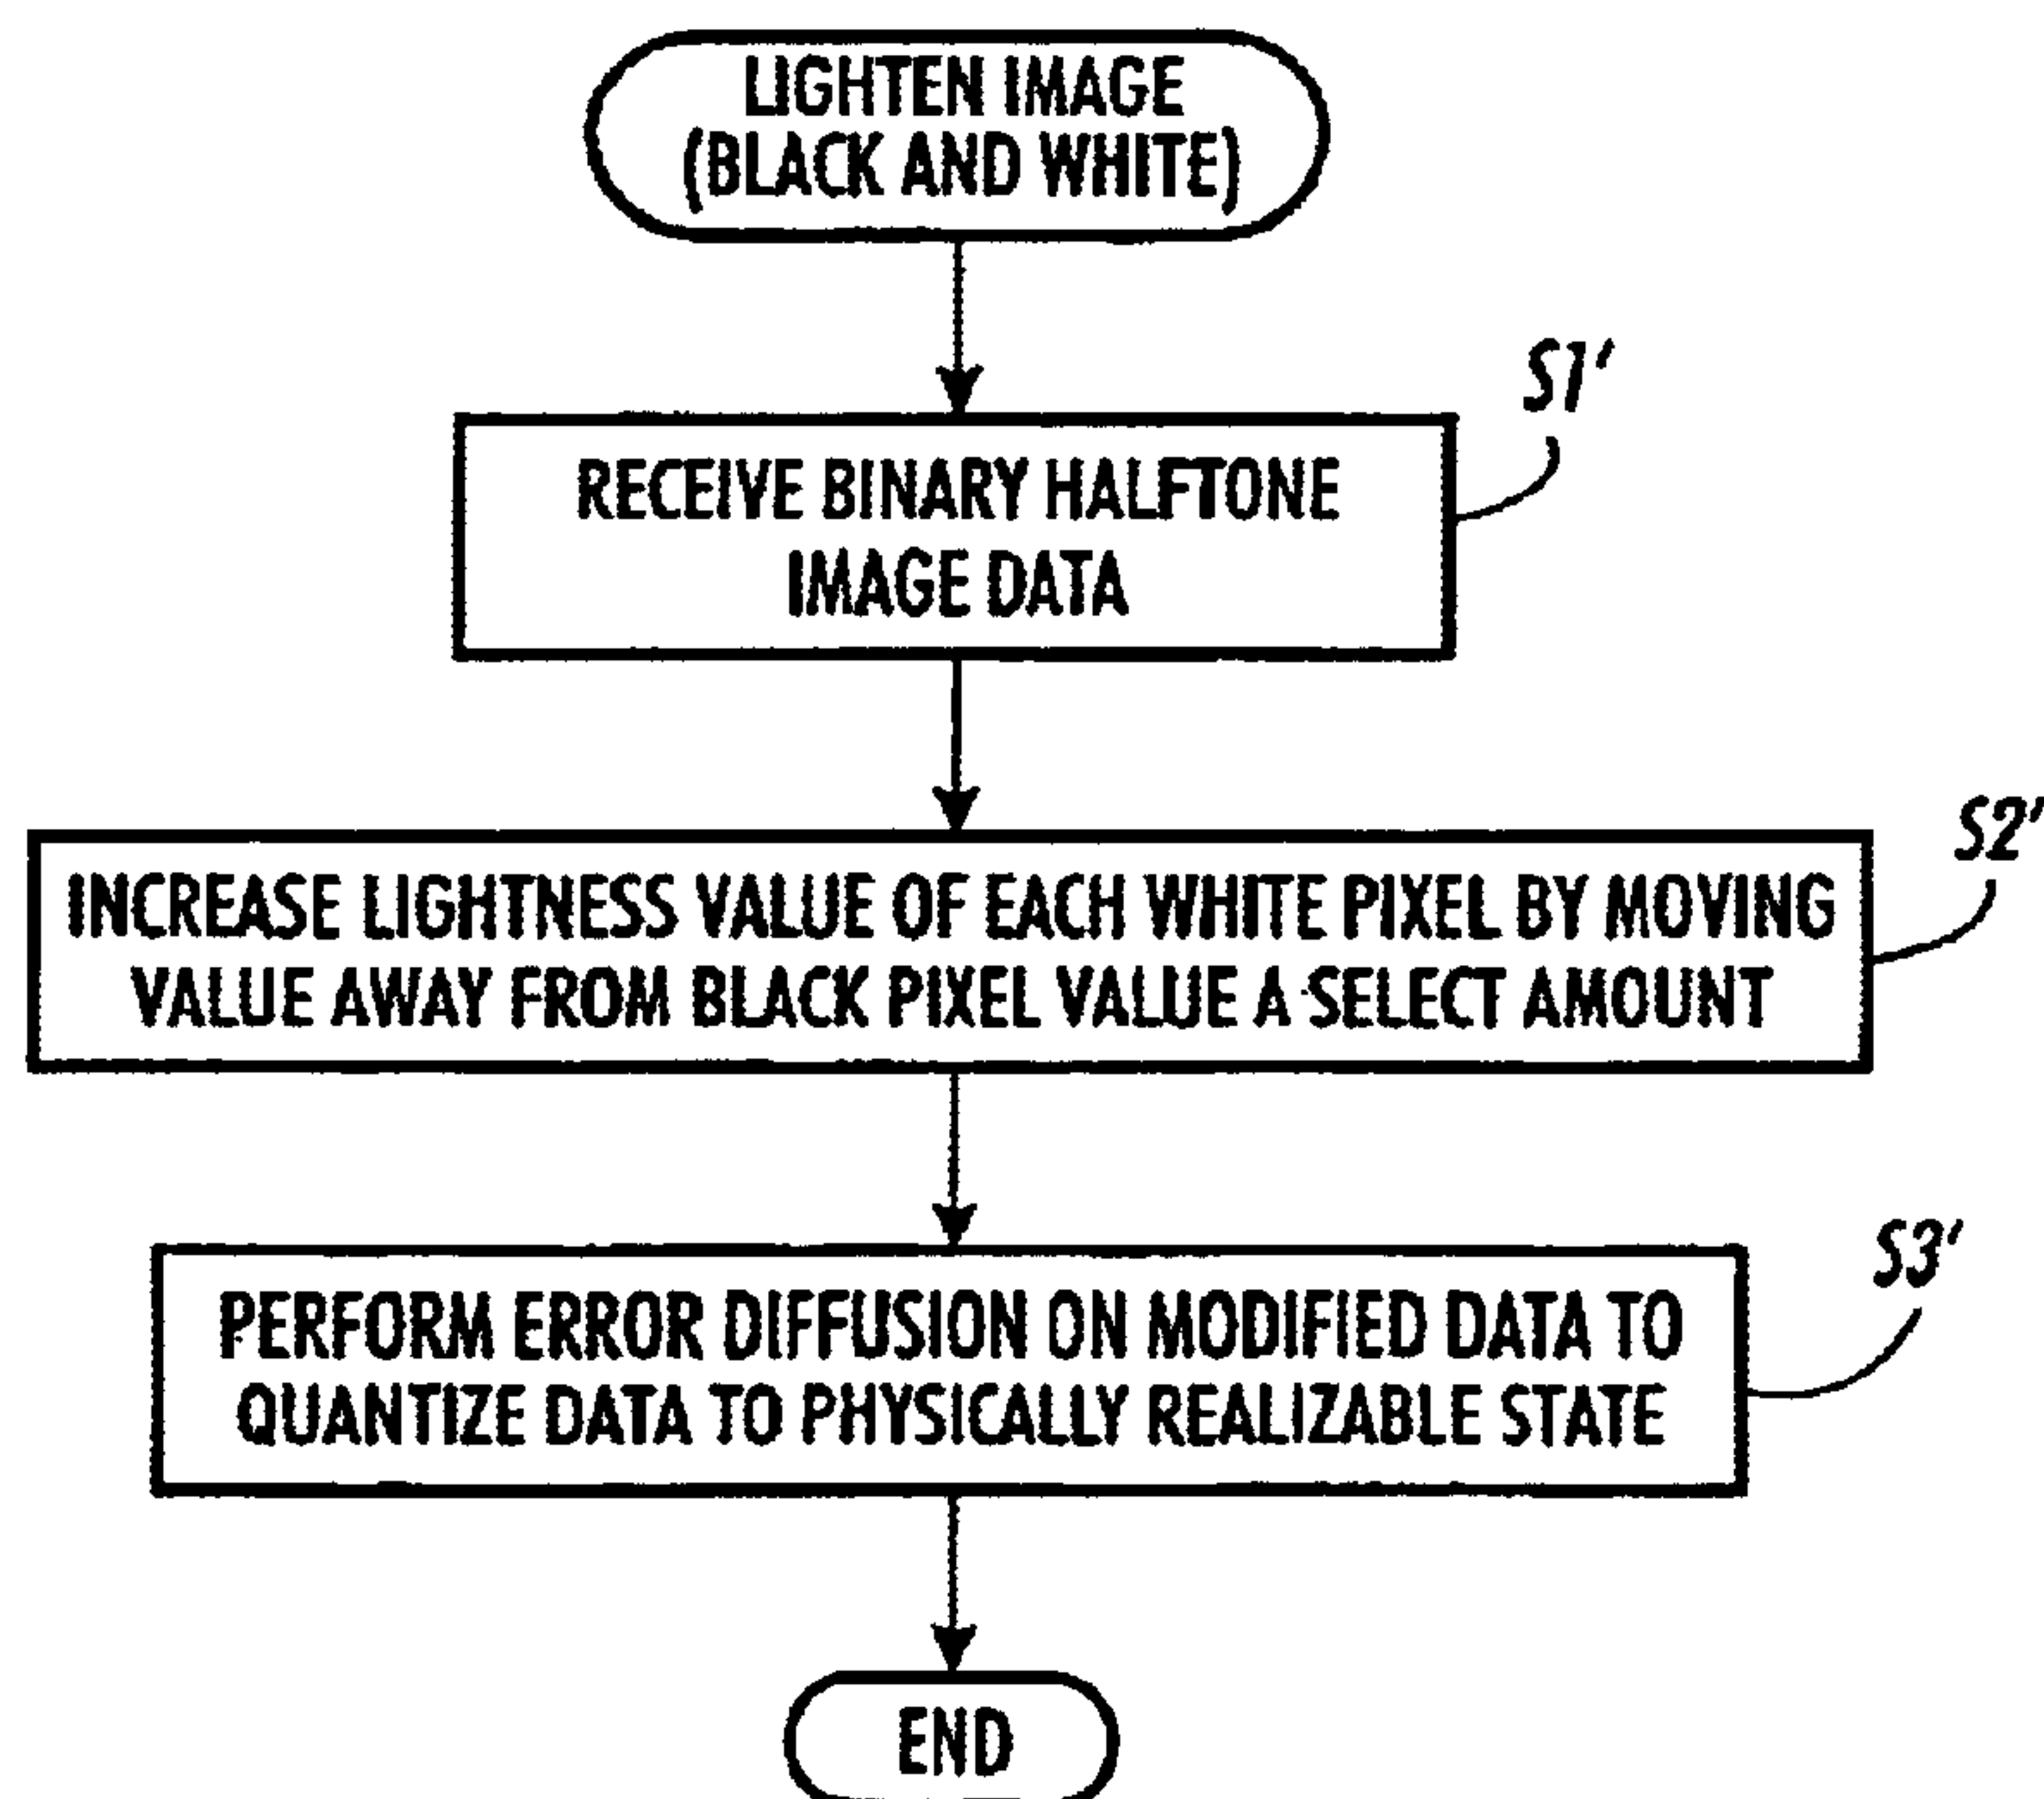 LIGHTEN IMAGE
(BLACK AND WHITE)
S1'
RECEIVE BINARY HALFTONE
IMAGE DATA
S2'
INCREASE LIGHTNESS VALUE OF EACH WHITE PIXEL BY MOVING
VALUE AWAY FROM BLACK PIXEL VALUE A SELECT AMOUNT
S3'
PERFORM ERROR DIFFUSION ON MODIFIED DATA TO
QUANTIZE DATA TO PHYSICALLY REALIZABLE STATE
END